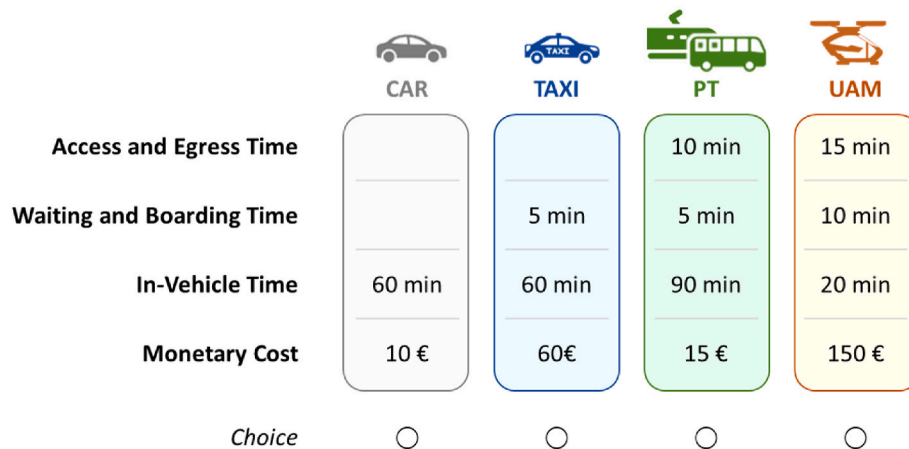 TAXI
CAR TAXI PT UAM
Access and Egress Time 10 min 15 min
Waiting and Boarding Time 5 min 5 min 10 min
In-Vehicle Time 60 min 60 min 90 min 20 min
Monetary Cost 10 € 60€ 15 € 150 €
Choice